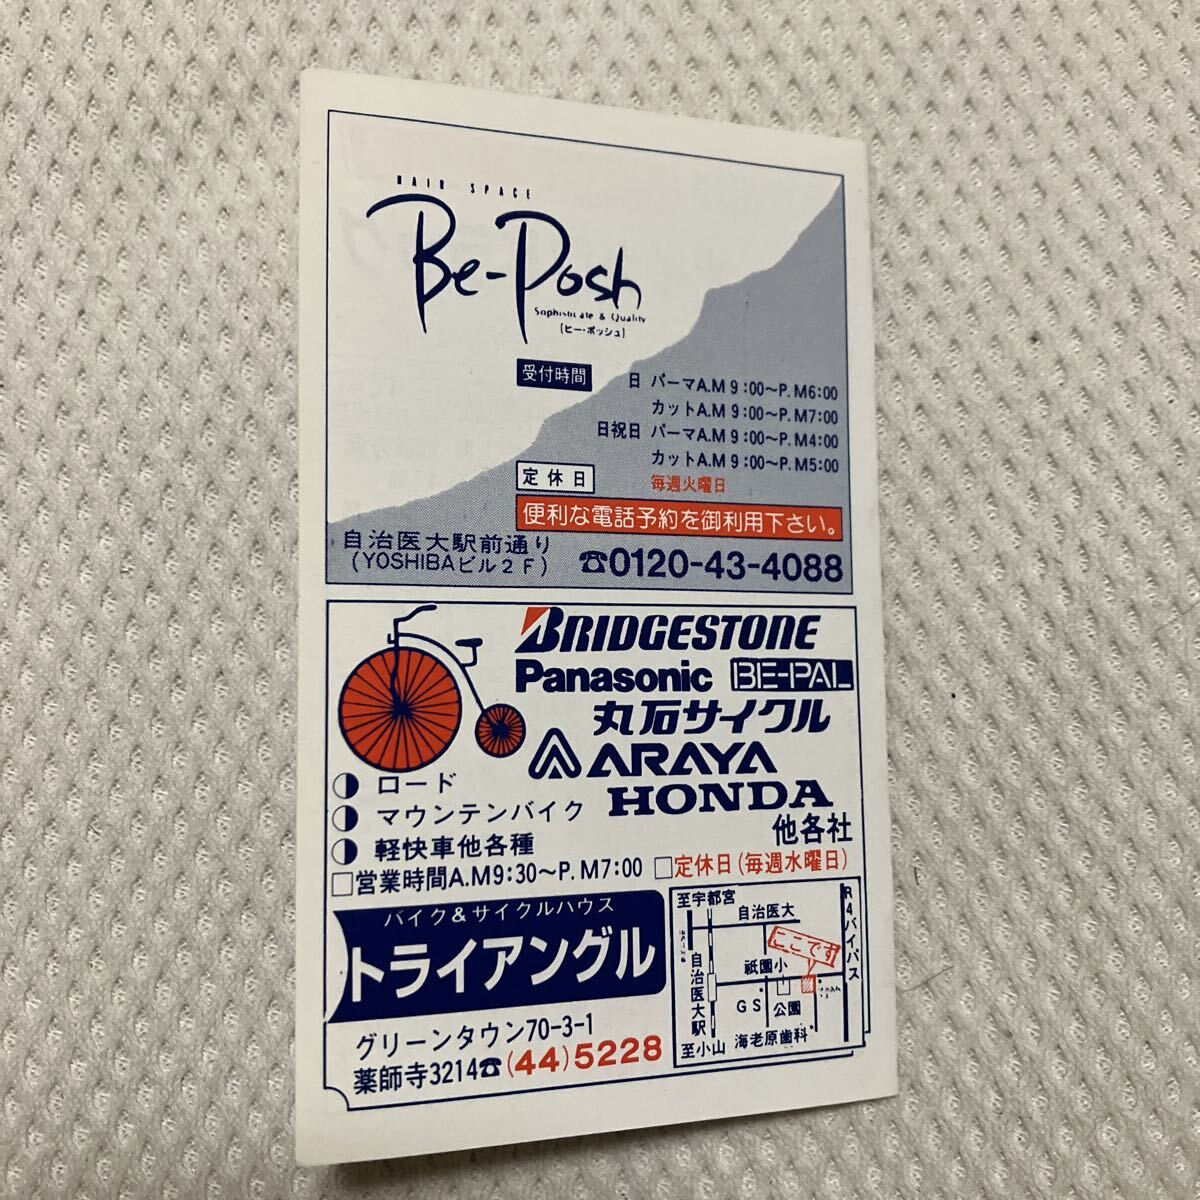 HAIR SPACE
Be-Posh
Sophisticate & Quality
[ビー・ポッシュ]
受付時間
日 パーマA.M 9:00〜P.M6:00
カットA.M 9:00〜P.M7:00
日祝日 パーマA.M 9:00〜P.M4:00
カットA.M 9:00〜P.M5:00
定休日 毎週火曜日
便利な電話予約を御利用下さい。
自治医大駅前通り
(YOSHIBAビル2F)
☎0120-43-4088
BRIDGESTONE
Panasonic BE-PAL
丸石サイクル
ARAYA
HONDA
他各社
ロード
マウンテンバイク
軽快車他各種
□営業時間A.M9:30〜P.M7:00 □定休日(毎週水曜日)
バイク&サイクルハウス
トライアングル
グリーンタウン70-3-1
薬師寺3214☎(44)5228
至宇都宮
自治医大
R4バイパス
ここです
自治医大駅
祇園小
GS
公園
至小山
海老原歯科